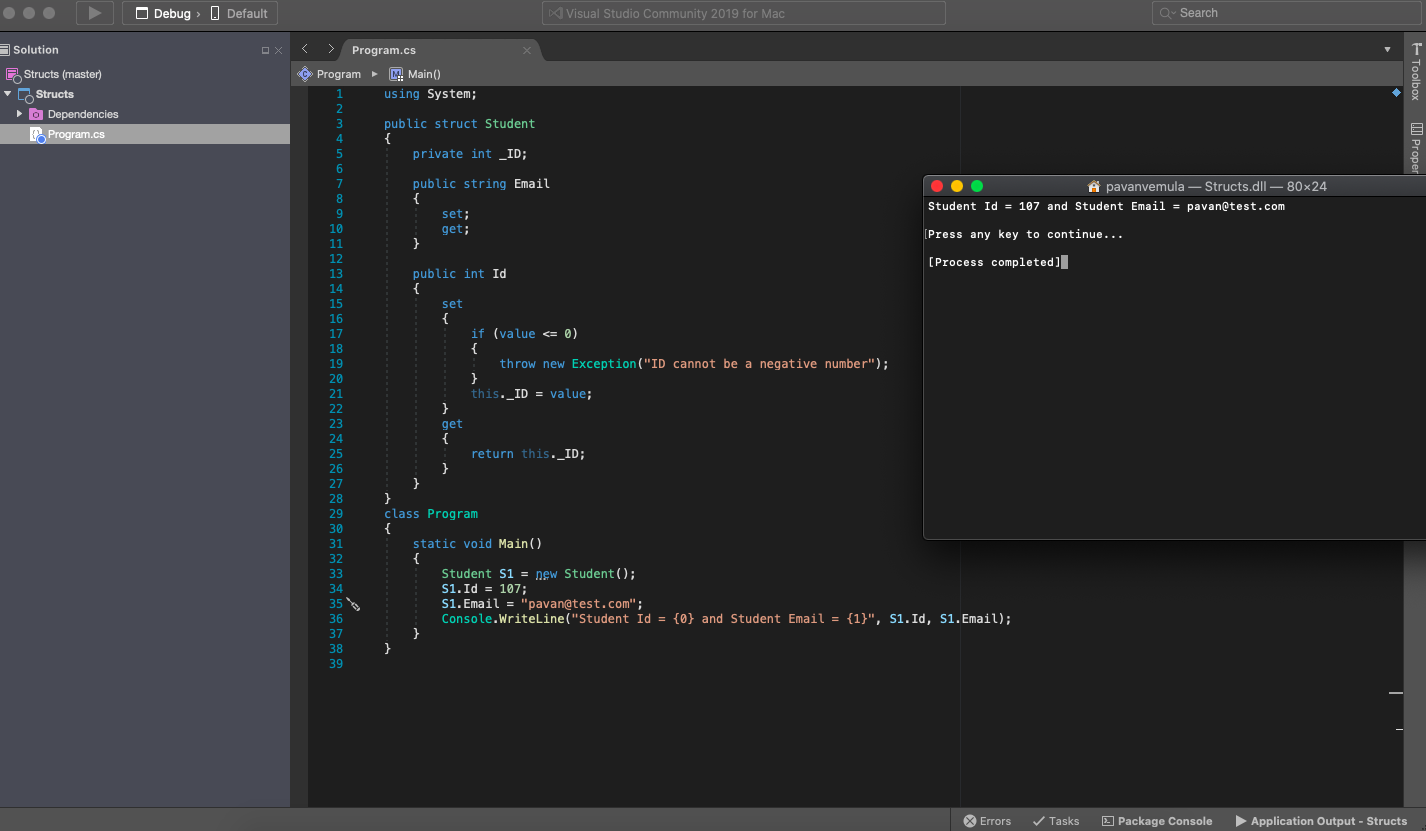 Debug › Default
Visual Studio Community 2019 for Mac
Search
Solution
Structs (master)
Structs
Dependencies
Program.cs
Program.cs
Program
Main()
Toolbox
1 using System;
2
3 public struct Student
4 {
5 private int _ID;
6
7 public string Email
8 {
9 set;
10 get;
11 }
12
13 public int Id
14 {
15 set
16 {
17 if (value <= 0)
18 {
19 throw new Exception("ID cannot be a negative number");
20 }
21 this._ID = value;
22 }
23 get
24 {
25 return this._ID;
26 }
27 }
28 }
29 class Program
30 {
31 static void Main()
32 {
33 Student S1 = new Student();
34 S1.Id = 107;
35 S1.Email = "pavan@test.com";
36 Console.WriteLine("Student Id = {0} and Student Email = {1}", S1.Id, S1.Email);
37 }
38 }
39
pavanvemula — Structs.dll — 80×24
Student Id = 107 and Student Email = pavan@test.com
Press any key to continue...
[Process completed]
Errors
Tasks
Package Console
Application Output - Structs